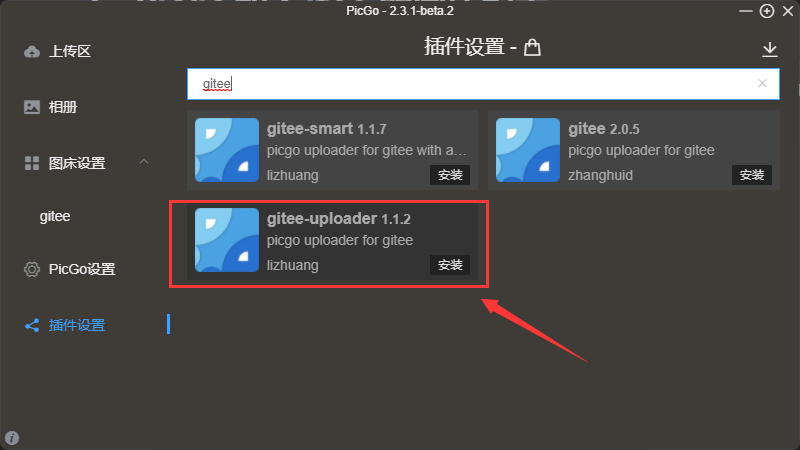 PicGo - 2.3.1-beta.2
上传区
相册
图床设置
gitee
PicGo设置
插件设置
插件设置 -
gitee
gitee-smart 1.1.7
picgo uploader for gitee with a...
lizhuang
安装
gitee 2.0.5
picgo uploader for gitee
zhanghuid
安装
gitee-uploader 1.1.2
picgo uploader for gitee
lizhuang
安装